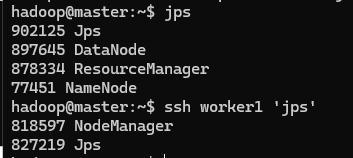 hadoop@master:~$ jps
902125 Jps
897645 DataNode
878334 ResourceManager
77451 NameNode
hadoop@master:~$ ssh worker1 'jps'
818597 NodeManager
827219 Jps